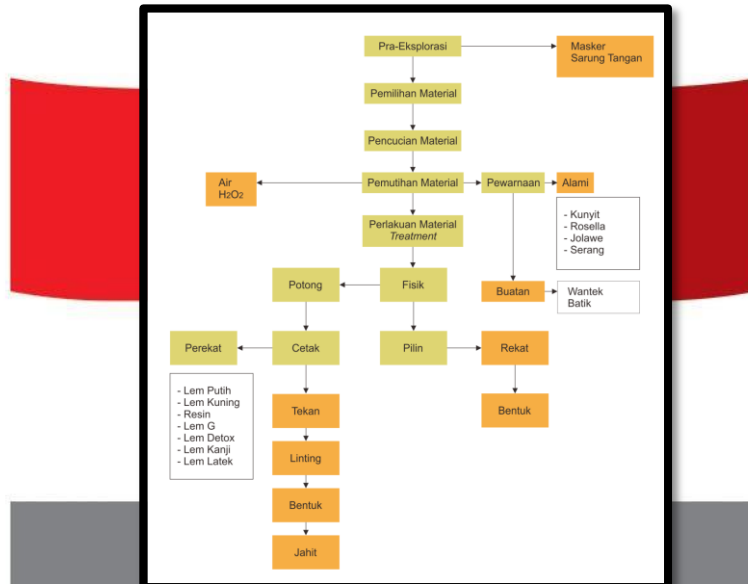 Pra-Eksplorasi
Masker
Sarung Tangan
Pemilihan Material
Pencucian Material
Air
H2O2
Pemutihan Material
Pewarnaan
Alami
- Kunyit
- Rosella
- Jolawe
- Serang
Perlakuan Material
Treatment
Potong
Fisik
Buatan
Wantek
Batik
Perekat
Cetak
Pilin
Rekat
- Lem Putih
- Lem Kuning
- Resin
- Lem G
- Lem Detox
- Lem Kanji
- Lem Latek
Tekan
Bentuk
Linting
Bentuk
Jahit